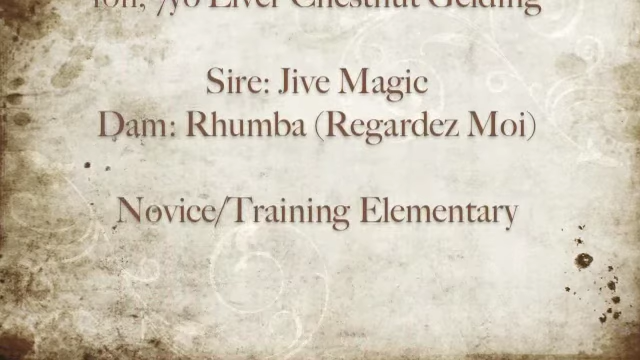 Liver Chestnut Gelding
Sire: Jive Magic
Dam: Rhumba (Regardez Moi)
Novice/Training Elementary